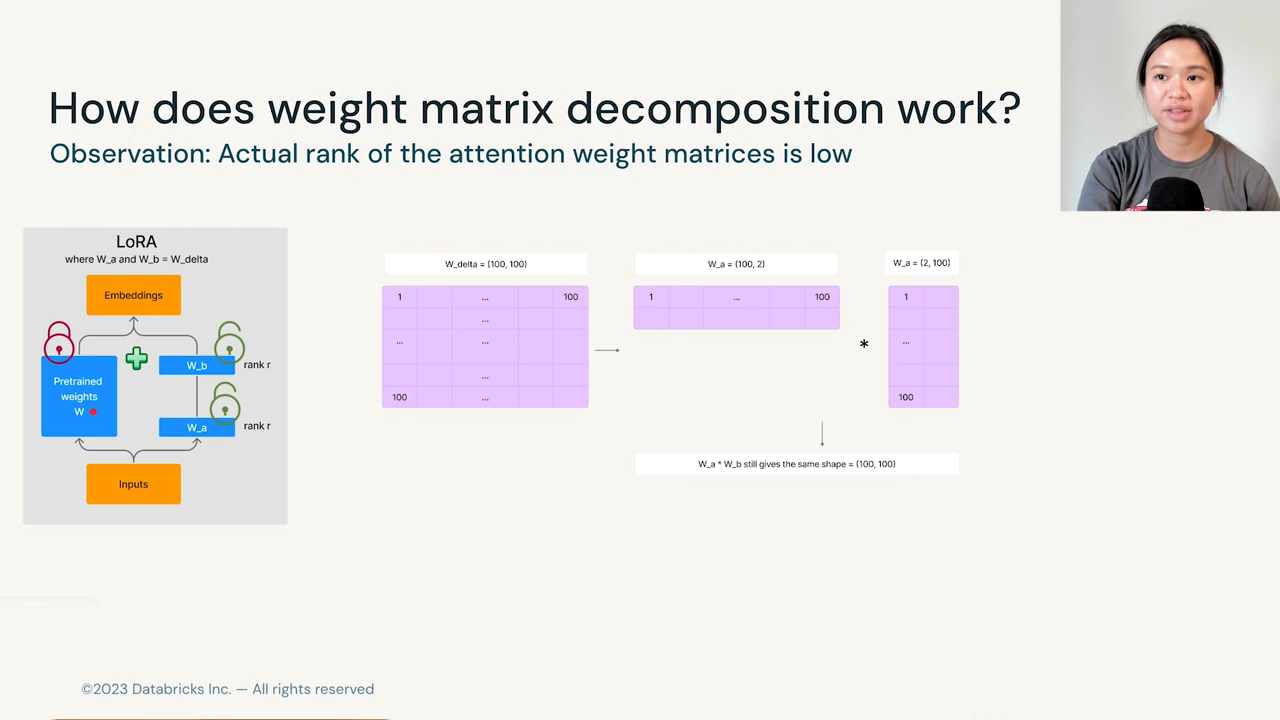 How does weight matrix decomposition work?
Observation: Actual rank of the attention weight matrices is low
LoRA
where W_a and W_b = W_delta
Embeddings
W_b
rank r
Pretrained
weights
W
W_a
rank r
Inputs
W_delta = (100, 100)
1 ... 100
...
... ...
...
100 ...
W_a = (100, 2)
1 ... 100
*
W_a = (2, 100)
1
...
100
W_a * W_b still gives the same shape = (100, 100)
©2023 Databricks Inc. — All rights reserved